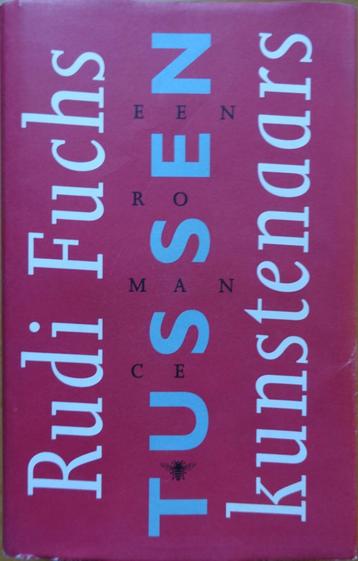 Rudi Fuchs
TUSSEN
kunstenaars
EEN
RO
MAN
CE